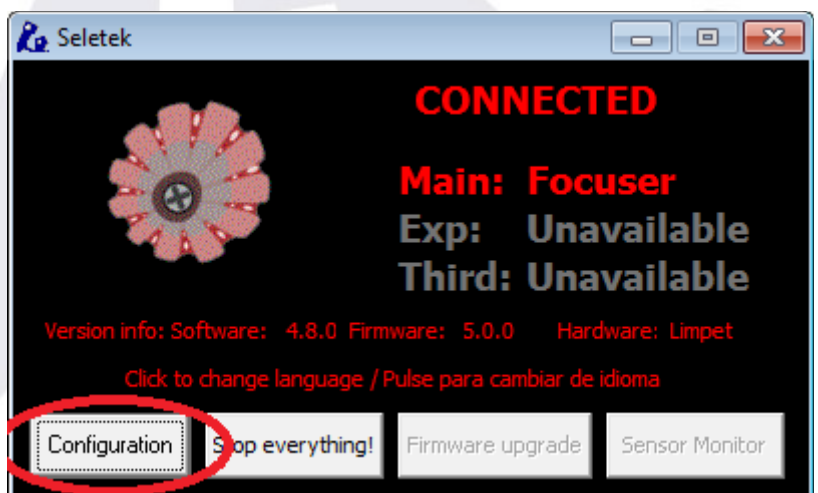 Seletek
CONNECTED
Main: Focuser
Exp: Unavailable
Third: Unavailable
Version info: Software: 4.8.0 Firmware: 5.0.0 Hardware: Limpet
Click to change language / Pulse para cambiar de idioma
Configuration Stop everything! Firmware upgrade Sensor Monitor